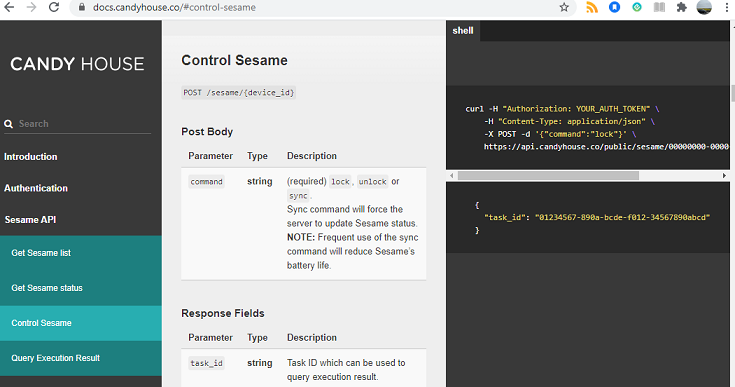 docs.candyhouse.co/#control-sesame
CANDY HOUSE
Search
Introduction
Authentication
Sesame API
Get Sesame list
Get Sesame status
Control Sesame
Query Execution Result
Control Sesame
POST /sesame/{device_id}
Post Body
Parameter Type Description
command string (required) lock, unlock or
sync.
Sync command will force
the server to update Sesame status.
NOTE: Frequent use of the sync
command will reduce Sesame's
battery life.
Response Fields
Parameter Type Description
task_id string Task ID which can be used to
query execution result.
shell
curl -H "Authorization: YOUR_AUTH_TOKEN" \
-H "Content-Type: application/json" \
-X POST -d '{"command":"lock"}' \
https://api.candyhouse.co/public/sesame/00000000-0000
{
"task_id": "01234567-890a-bcde-f012-34567890abcd"
}